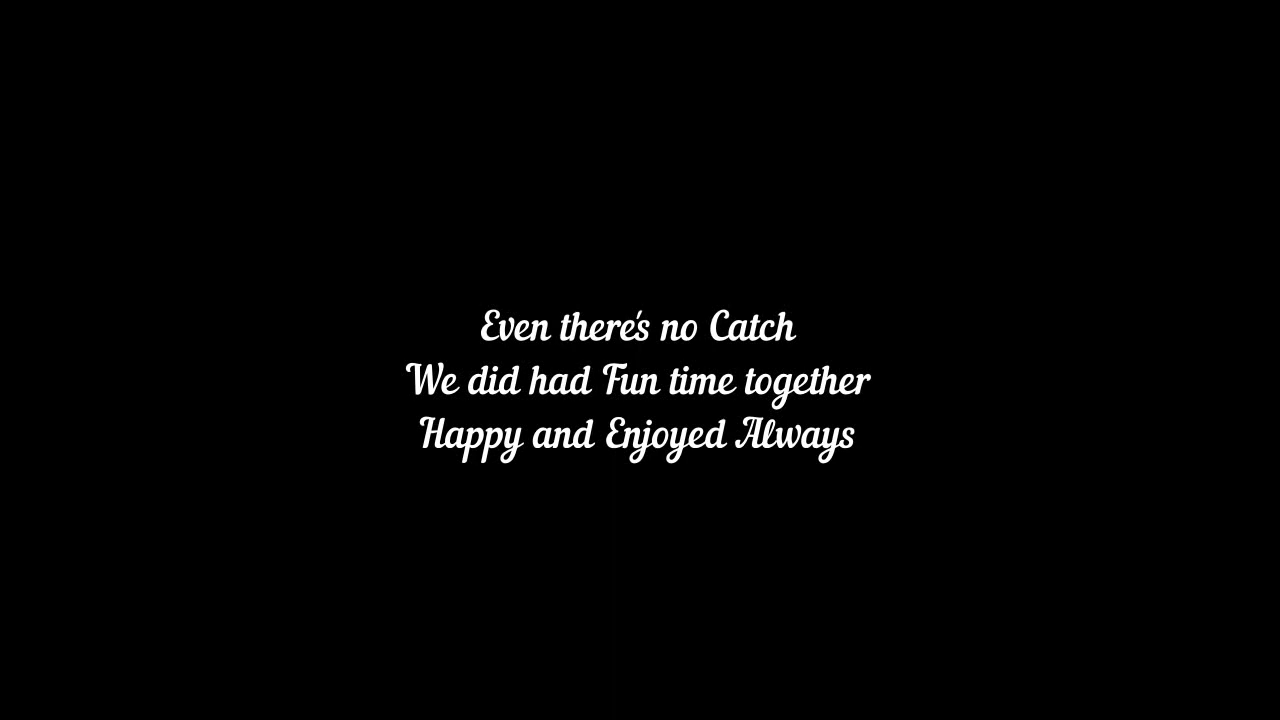 Even there's no Catch
We did had Fun time together
Happy and Enjoyed Always